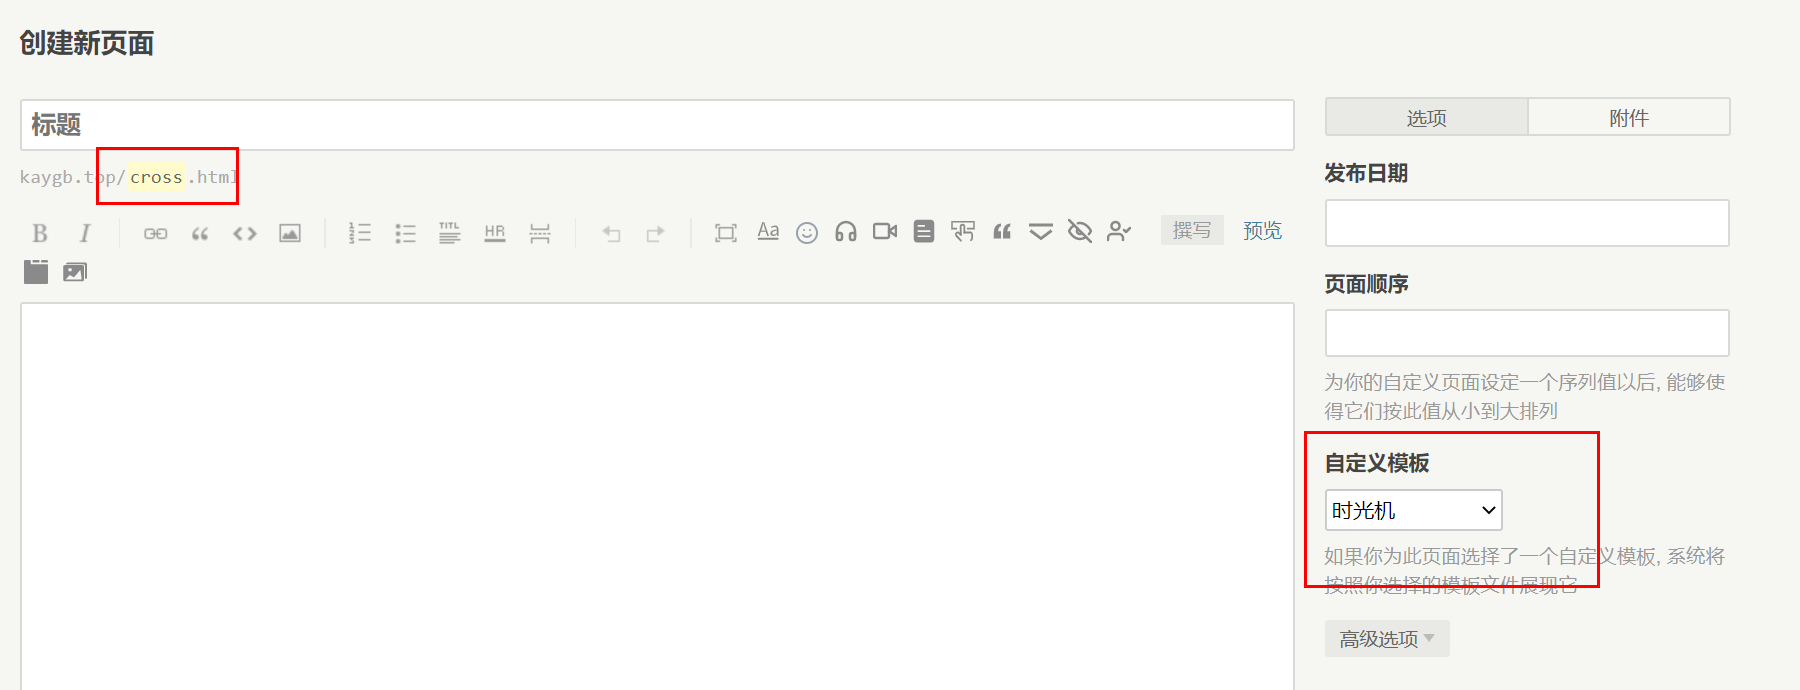 创建新页面
标题
kaygb.top/cross.html
B I TITL HR Aa 撰写 预览
选项 附件
发布日期
页面顺序
为你的自定义页面设定一个序列值以后, 能够使
得它们按此值从小到大排列
自定义模板
时光机
如果你为此页面选择了一个自定义模板, 系统将
按照你选择的模板文件展现它
高级选项